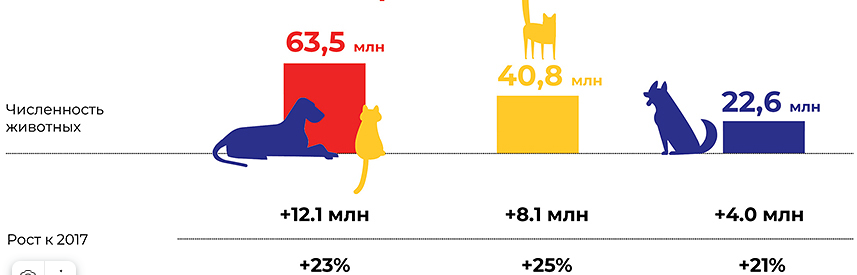 63,5 млн
40,8 млн
22,6 млн
Численность
животных
+12.1 млн
+8.1 млн
+4.0 млн
Рост к 2017
+23%
+25%
+21%